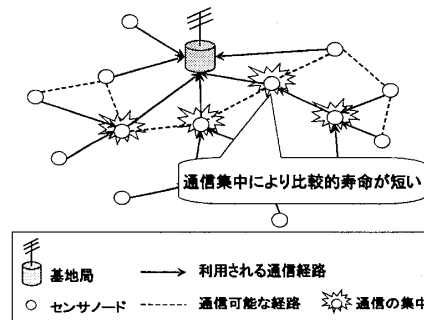 通信集中により比較的寿命が短い
基地局
利用される通信経路
センサノード
通信可能な経路
通信の集中